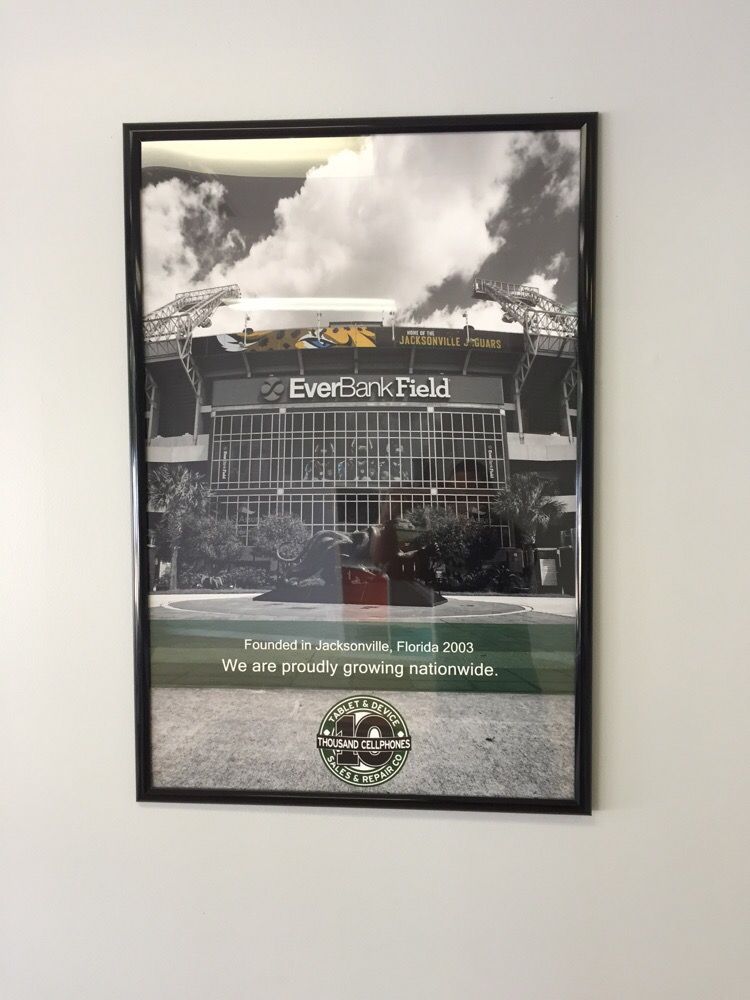 HOME OF THE
JACKSONVILLE JAGUARS
EverBank Field
Founded in Jacksonville, Florida 2003
We are proudly growing nationwide.
TABLET & DEVICE
10
THOUSAND CELLPHONES
SALES & REPAIR CO